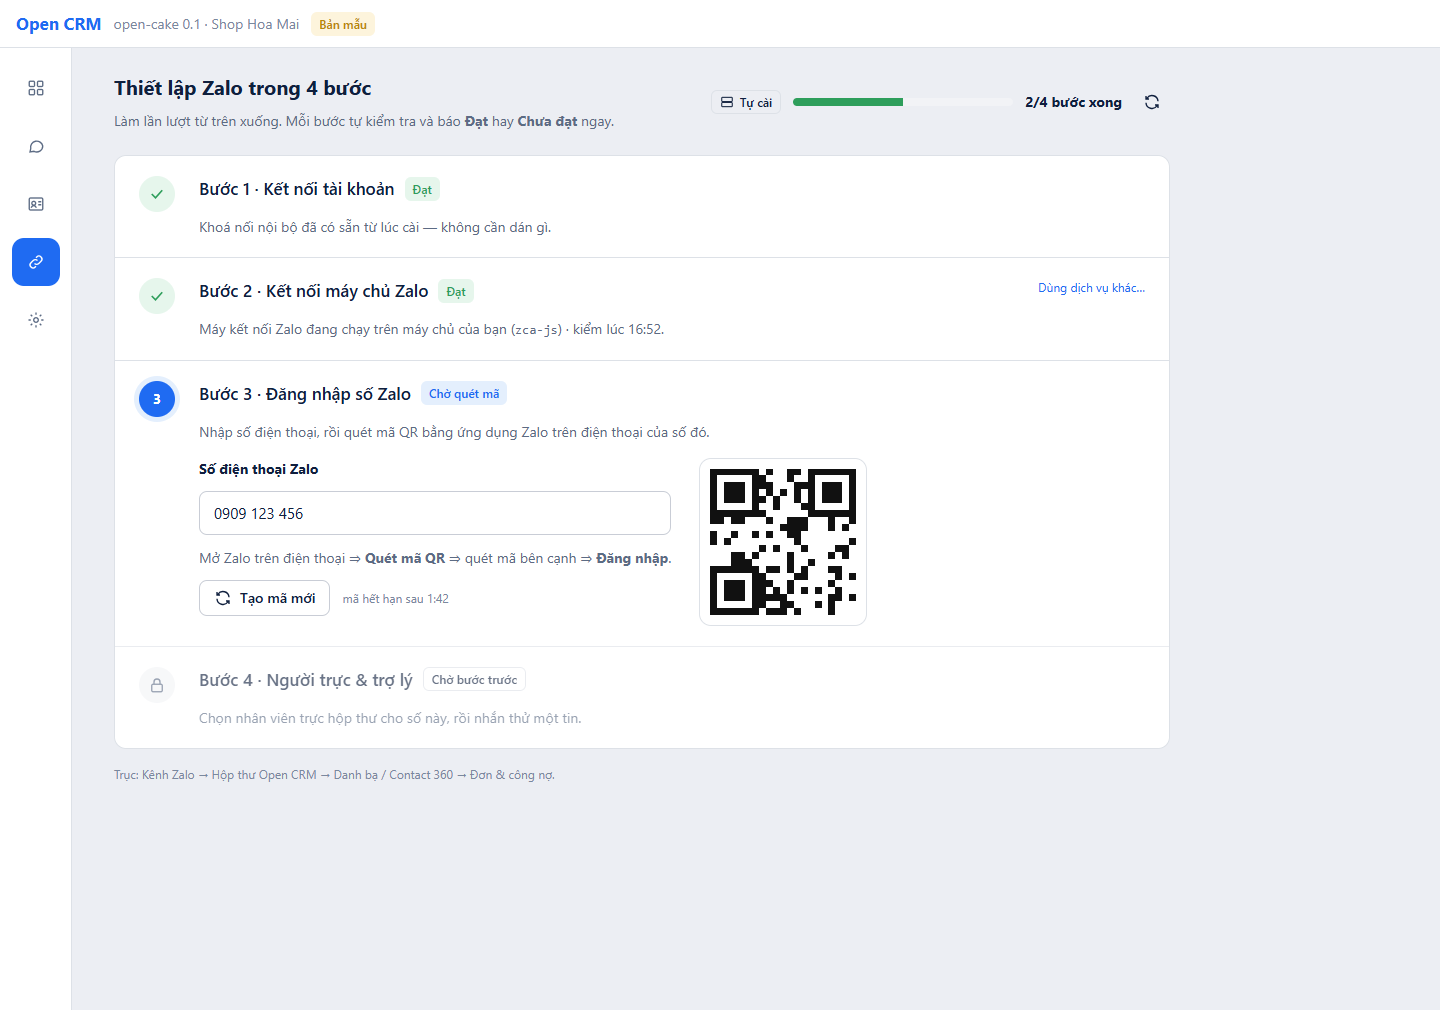 Open CRM open-cake 0.1 · Shop Hoa Mai Bản mẫu
Thiết lập Zalo trong 4 bước
Làm lần lượt từ trên xuống. Mỗi bước tự kiểm tra và báo Đạt hay Chưa đạt ngay.
Tự cài 2/4 bước xong
Bước 1 · Kết nối tài khoản Đạt
Khoá nối nội bộ đã có sẵn từ lúc cài — không cần dán gì.
Bước 2 · Kết nối máy chủ Zalo Đạt
Dùng dịch vụ khác...
Máy kết nối Zalo đang chạy trên máy chủ của bạn (zca-js) · kiểm lúc 16:52.
3
Bước 3 · Đăng nhập số Zalo Chờ quét mã
Nhập số điện thoại, rồi quét mã QR bằng ứng dụng Zalo trên điện thoại của số đó.
Số điện thoại Zalo
0909 123 456
Mở Zalo trên điện thoại ⇒ Quét mã QR ⇒ quét mã bên cạnh ⇒ Đăng nhập.
Tạo mã mới mã hết hạn sau 1:42
Bước 4 · Người trực & trợ lý Chờ bước trước
Chọn nhân viên trực hộp thư cho số này, rồi nhắn thử một tin.
Trục: Kênh Zalo → Hộp thư Open CRM → Danh bạ / Contact 360 → Đơn & công nợ.